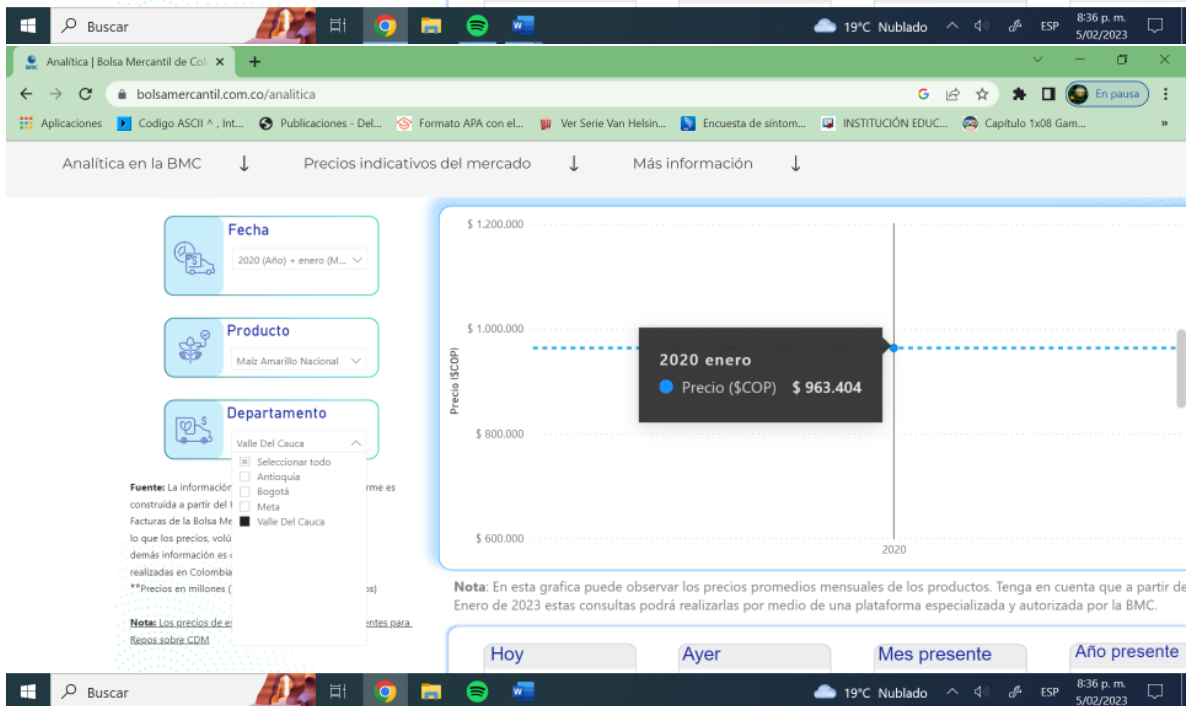 Buscar
19°C Nublado
ESP
8:36 p. m.
5/02/2023
Analítica | Bolsa Mercantil de Col
bolsamercantil.com.co/analitica
En pausa
Aplicaciones
Codigo ASCII ^ , Int...
Publicaciones - Del...
Formato APA con el...
Ver Serie Van Helsin...
Encuesta de síntom...
INSTITUCIÓN EDUC...
Capítulo 1x08 Gam...
»
Analítica en la BMC ↓
Precios indicativos del mercado ↓
Más información ↓
Fecha
2020 (Año) + enero (M...
Producto
Maíz Amarillo Nacional
Departamento
Valle Del Cauca
Seleccionar todo
Antioquia
Bogotá
Meta
Valle Del Cauca
Fuente: La información rme es
construida a partir del
Facturas de la Bolsa Me
lo que los precios, volú
demás información es
realizadas en Colombia
**Precios en millones ( os)
Nota: Los precios de es entes para
Repos sobre CDM
Precio ($COP)
$ 1.200.000
$ 1.000.000
$ 800.000
$ 600.000
2020 enero
Precio ($COP) $ 963.404
2020
Nota: En esta grafica puede observar los precios promedios mensuales de los productos. Tenga en cuenta que a partir de
Enero de 2023 estas consultas podrá realizarlas por medio de una plataforma especializada y autorizada por la BMC.
Hoy
Ayer
Mes presente
Año presente
Buscar
19°C Nublado
ESP
8:36 p. m.
5/02/2023